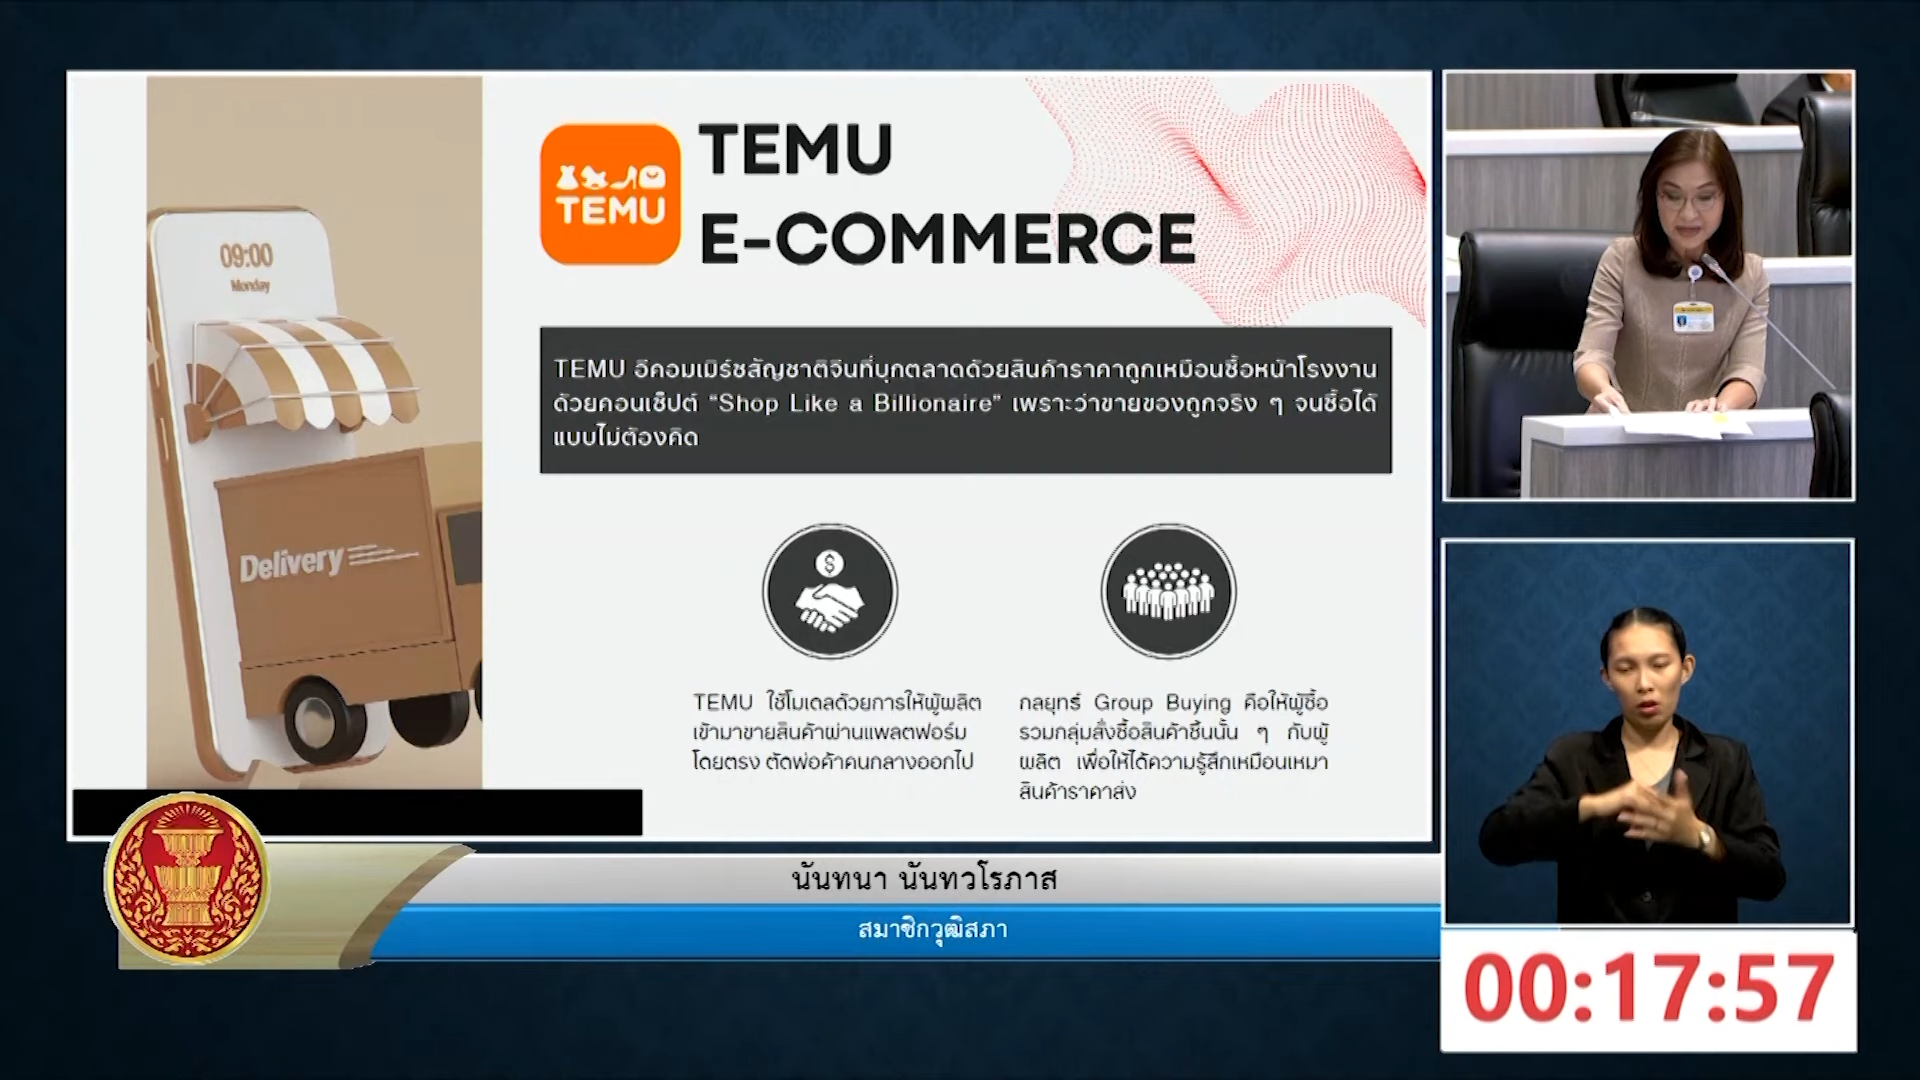 09:00
Monday
Delivery
TEMU
TEMU
E-COMMERCE
TEMU อีคอมเมิร์ซสัญชาติจีนที่บุกตลาดด้วยสินค้าราคาถูกเหมือนซื้อหน้าโรงงาน
ด้วยคอนเซ็ปต์ “Shop Like a Billionaire” เพราะว่าขายของถูกจริง ๆ จนซื้อได้
แบบไม่ต้องคิด
TEMU ใช้โมเดลด้วยการให้ผู้ผลิต
เข้ามาขายสินค้าผ่านแพลตฟอร์ม
โดยตรง ตัดพ่อค้าคนกลางออกไป
กลยุทธ์ Group Buying คือให้ผู้ซื้อ
รวมกลุ่มสั่งซื้อสินค้าชิ้นนั้น ๆ กับผู้
ผลิต เพื่อให้ได้ความรู้สึกเหมือนเหมา
สินค้าราคาส่ง
นันทนา นันทวโรภาส
สมาชิกวุฒิสภา
00:17:57